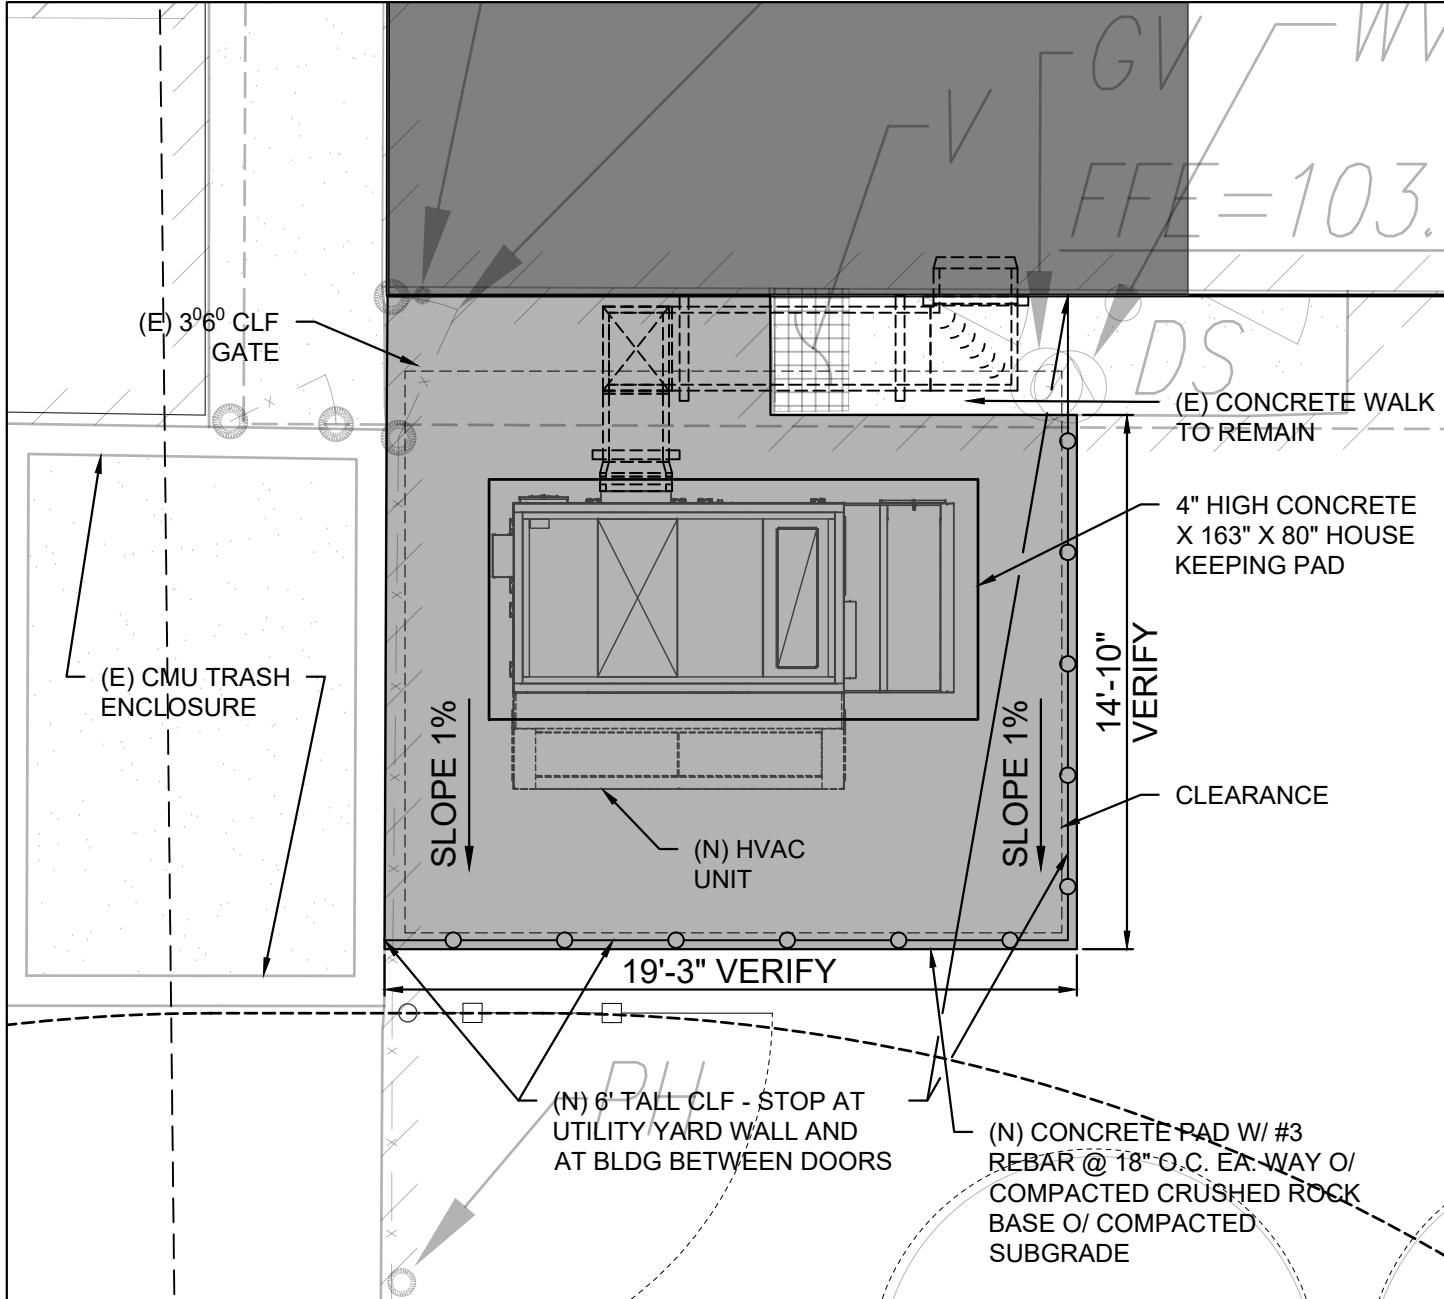 GV
WV
V
FFE=103.
DS
(E) 3⁰6⁰ CLF
GATE
(E) CONCRETE WALK
TO REMAIN
4" HIGH CONCRETE
X 163" X 80" HOUSE
KEEPING PAD
(E) CMU TRASH
ENCLOSURE
SLOPE 1%
SLOPE 1%
14'-10"
VERIFY
CLEARANCE
(N) HVAC
UNIT
19'-3" VERIFY
PH
(N) 6' TALL CLF - STOP AT
UTILITY YARD WALL AND
AT BLDG BETWEEN DOORS
(N) CONCRETE PAD W/ #3
REBAR @ 18" O.C. EA. WAY O/
COMPACTED CRUSHED ROCK
BASE O/ COMPACTED
SUBGRADE